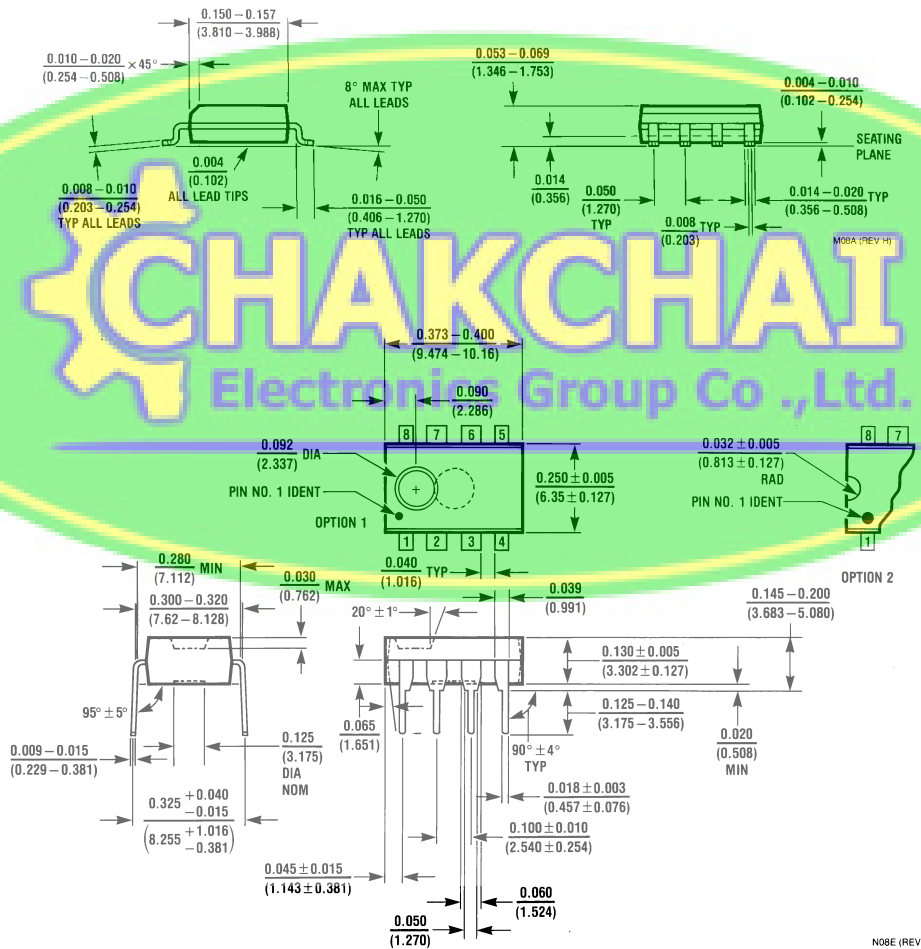 0.150 – 0.157
(3.810 – 3.988)
0.010 – 0.020 × 45°
(0.254 – 0.508)
8° MAX TYP
ALL LEADS
0.004
(0.102)
ALL LEAD TIPS
0.008 – 0.010
(0.203 – 0.254)
TYP ALL LEADS
0.016 – 0.050
(0.406 – 1.270)
TYP ALL LEADS
0.053 – 0.069
(1.346 – 1.753)
0.004 – 0.010
(0.102 – 0.254)
SEATING
PLANE
0.014
(0.356)
0.050
(1.270)
TYP
0.014 – 0.020 TYP
(0.356 – 0.508)
0.008 TYP
(0.203)
M08A (REV H)
CHAKCHAI
Electronics Group Co .,Ltd.
0.373 – 0.400
(9.474 – 10.16)
0.090
(2.286)
8 7 6 5
0.092 DIA
(2.337)
PIN NO. 1 IDENT
OPTION 1
1 2 3 4
0.250 ± 0.005
(6.35 ± 0.127)
0.032 ± 0.005
(0.813 ± 0.127)
RAD
PIN NO. 1 IDENT
8 7
1
OPTION 2
0.280 MIN
(7.112)
0.300 – 0.320
(7.62 – 8.128)
0.030 MAX
(0.762)
0.040 TYP
(1.016)
0.039
(0.991)
20° ± 1°
0.145 – 0.200
(3.683 – 5.080)
0.130 ± 0.005
(3.302 ± 0.127)
0.125 – 0.140
(3.175 – 3.556)
0.020
(0.508)
MIN
95° ± 5°
0.009 – 0.015
(0.229 – 0.381)
0.125
(3.175)
DIA
NOM
0.065
(1.651)
90° ± 4°
TYP
0.325 +0.040 −0.015
(8.255 +1.016 −0.381)
0.018 ± 0.003
(0.457 ± 0.076)
0.100 ± 0.010
(2.540 ± 0.254)
0.045 ± 0.015
(1.143 ± 0.381)
0.060
(1.524)
0.050
(1.270)
N08E (REV